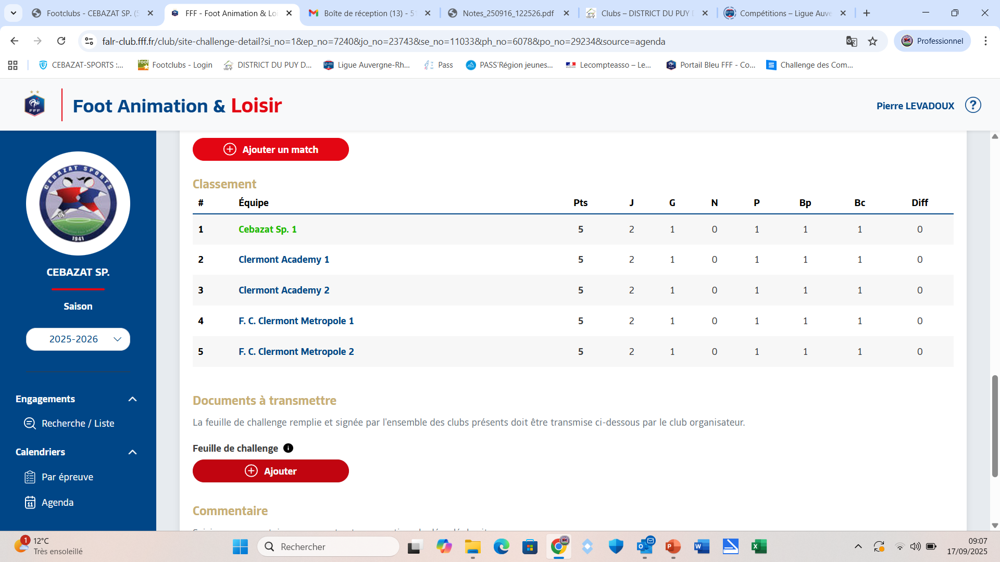 Footclubs - CEBAZAT SP. (5
FFF - Foot Animation & Loi
Boîte de réception (13) - 51
Notes_250916_122526.pdf
Clubs – DISTRICT DU PUY D
Compétitions – Ligue Auve
falr-club.fff.fr/club/site-challenge-detail?si_no=1&ep_no=7240&jo_no=23743&se_no=11033&ph_no=6078&po_no=29234&source=agenda
Professionnel
CEBAZAT-SPORTS :...
Footclubs - Login
DISTRICT DU PUY D...
Ligue Auvergne-Rh...
Pass
PASS'Région jeunes...
Lecompteasso – Le...
Portail Bleu FFF - Co...
Challenge des Com...
FFF
Foot Animation & Loisir
Pierre LEVADOUX
?
CEBAZAT SPORTS
1941
CEBAZAT SP.
Saison
2025-2026
Engagements
Recherche / Liste
Calendriers
Par épreuve
Agenda
Ajouter un match
Classement
# Équipe Pts J G N P Bp Bc Diff
1 Cebazat Sp. 1 5 2 1 0 1 1 1 0
2 Clermont Academy 1 5 2 1 0 1 1 1 0
3 Clermont Academy 2 5 2 1 0 1 1 1 0
4 F. C. Clermont Metropole 1 5 2 1 0 1 1 1 0
5 F. C. Clermont Metropole 2 5 2 1 0 1 1 1 0
Documents à transmettre
La feuille de challenge remplie et signée par l'ensemble des clubs présents doit être transmise ci-dessous par le club organisateur.
Feuille de challenge
Ajouter
Commentaire
1
12°C
Très ensoleillé
Rechercher
09:07
17/09/2025